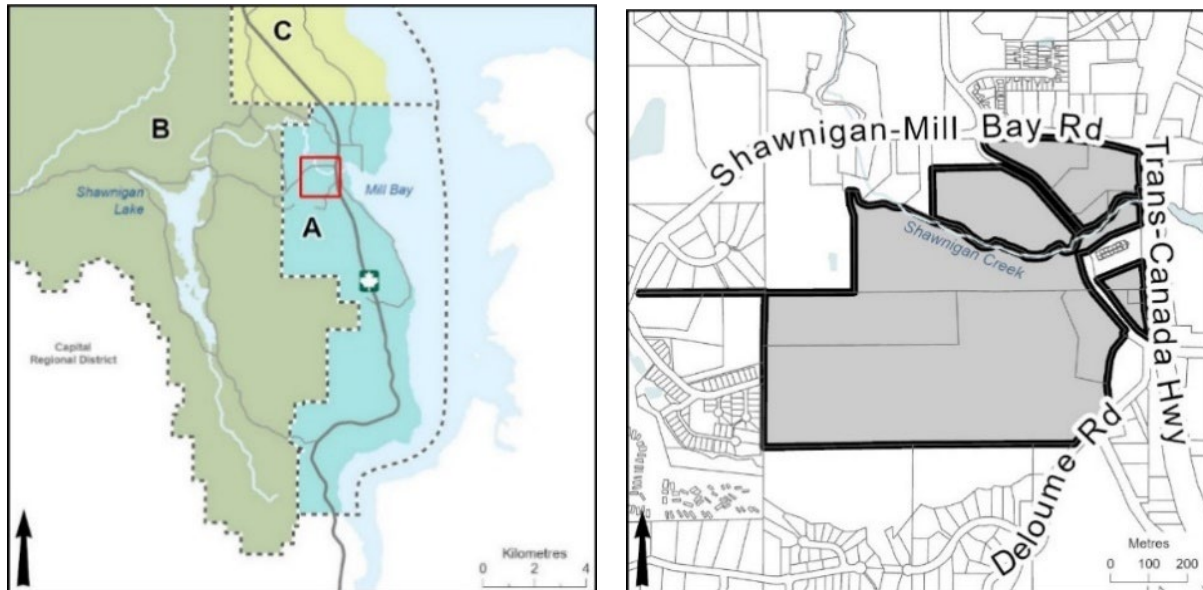 C
B
Shawnigan
Lake
Mill Bay
A
Capital
Regional District
Kilometres
0 2 4
Shawnigan-Mill Bay Rd
Trans-Canada Hwy
Shawnigan Creek
Deloume Rd
Metres
0 100 200